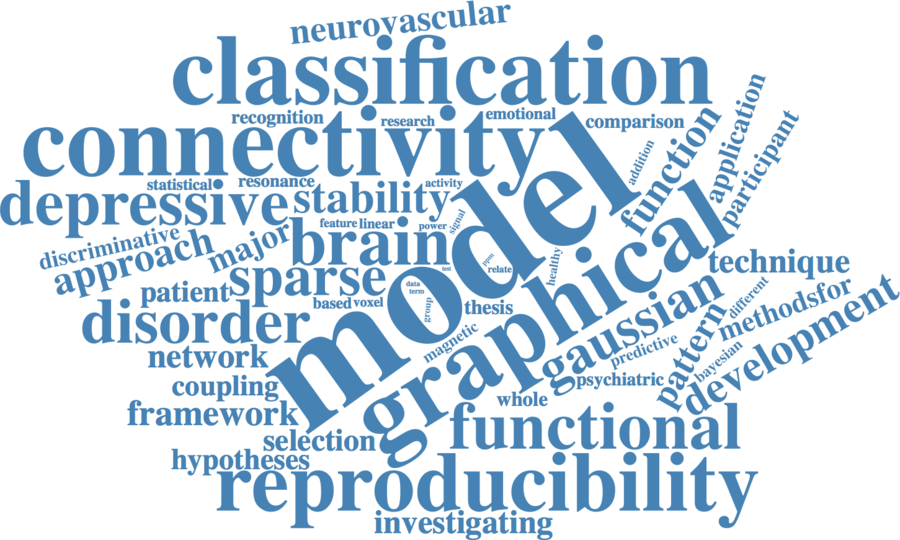 neurovascular
classification
recognition
research
emotional
comparison
connectivity
application
participant
function
addition
statistical
resonance
activity
depressive
stability
feature
linear
power
signal
model
discriminative
approach
major
brain
test
ppm
relate
healthy
graphical
technique
sparse
patient
based
voxel
data
term
group
thesis
disorder
magnetic
gaussian
different
methodsfor
development
pattern
predictive
bayesian
network
coupling
psychiatric
whole
framework
selection
functional
hypotheses
reproducibility
investigating